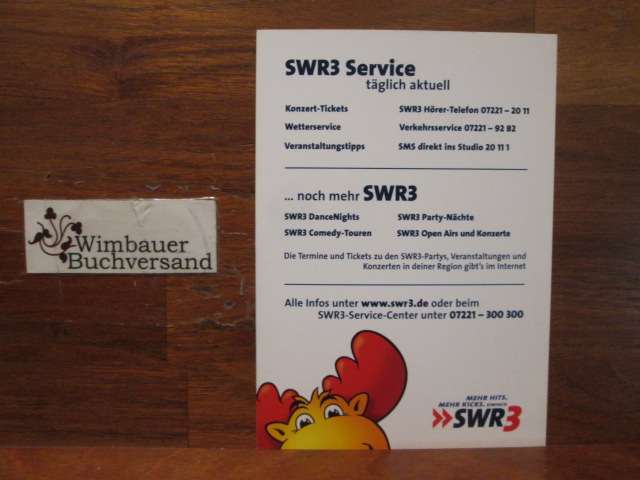 SWR3 Service
täglich aktuell
Konzert-Tickets SWR3 Hörer-Telefon 07221 – 20 11
Wetterservice Verkehrsservice 07221 – 92 82
Veranstaltungstipps SMS direkt ins Studio 20 11 1
... noch mehr SWR3
SWR3 DanceNights SWR3 Party-Nächte
SWR3 Comedy-Touren SWR3 Open Airs und Konzerte
Die Termine und Tickets zu den SWR3-Partys, Veranstaltungen und
Konzerten in deiner Region gibt's im Internet
Alle Infos unter www.swr3.de oder beim
SWR3-Service-Center unter 07221 – 300 300
MEHR HITS.
MEHR KICKS. EINFACH
SWR3
Wimbauer
Buchversand